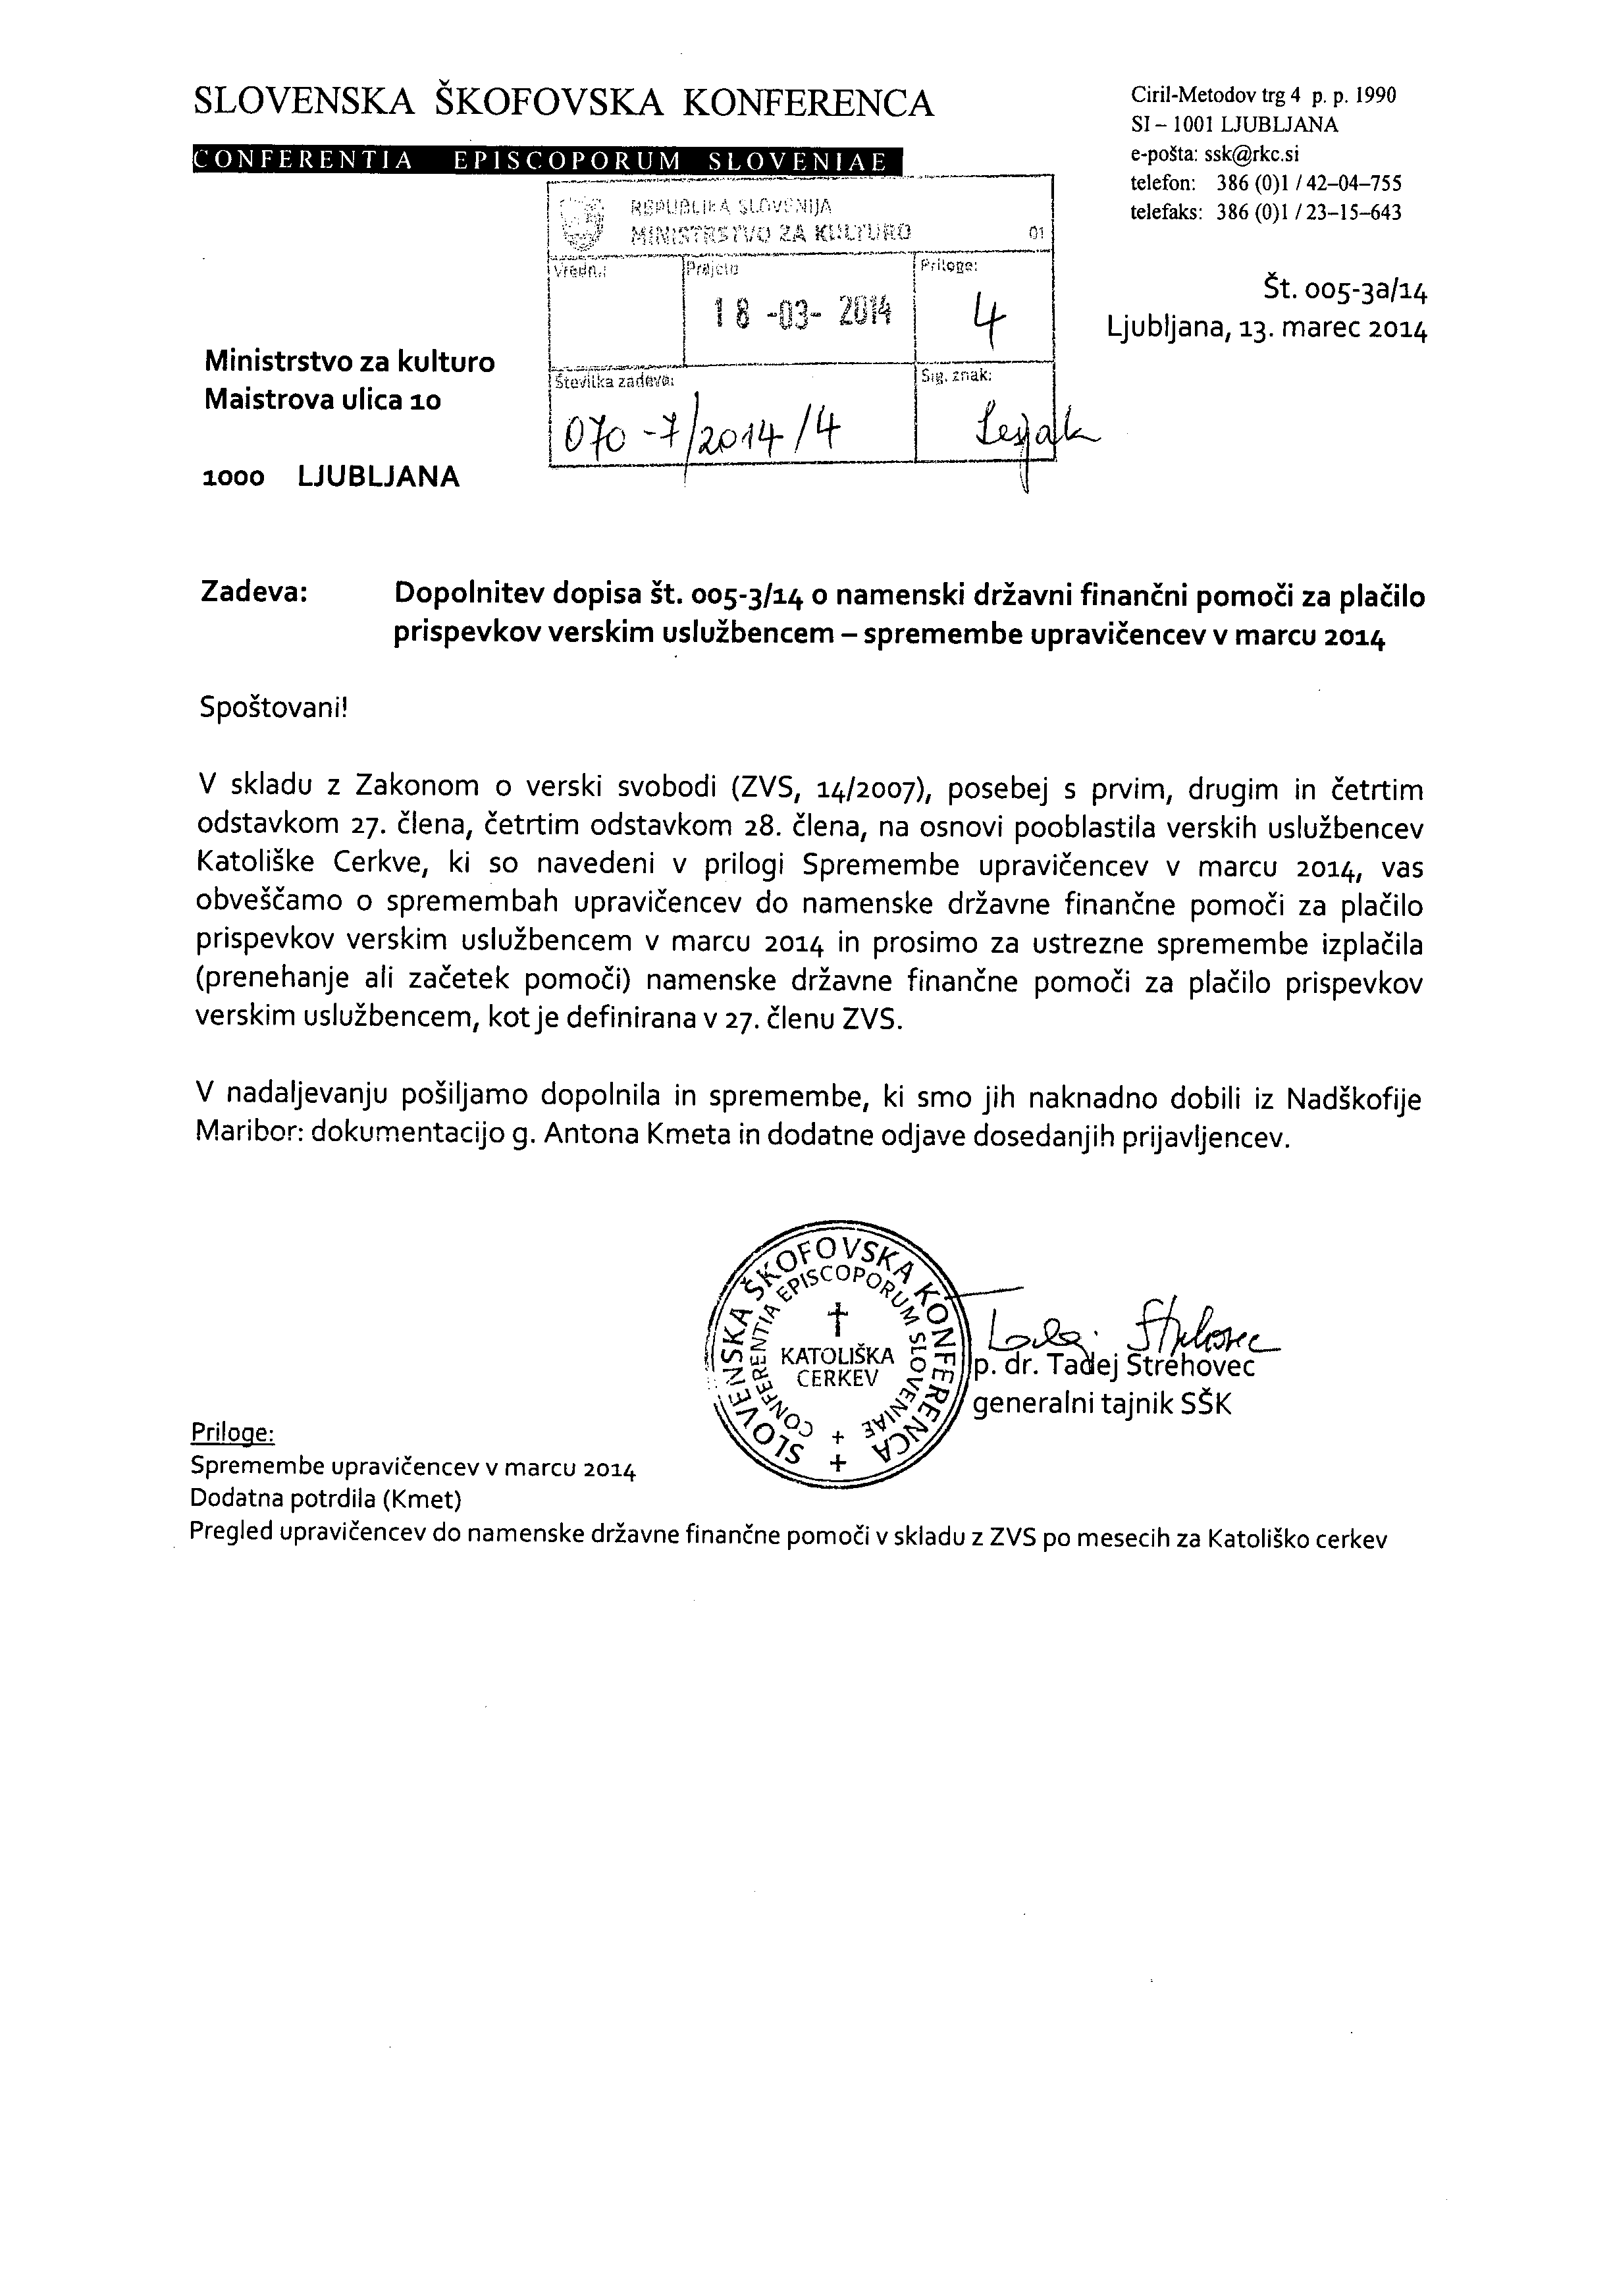 SLOVENSKA ŠKOFOVSKA KONFERENCA
CONFERENTIA EPISCOPORUM SLOVENIAE
Ciril-Metodov trg 4 p. p. 1990
SI – 1001 LJUBLJANA
e-pošta: ssk@rkc.si
telefon: 386 (0)1 / 42–04–755
telefaks: 386 (0)1 / 23–15–643
REPUBLIKA SLOVENIJA
MINISTRSTVO ZA KULTURO 01
Vredn.: Prejeto Priloge:
18 -03- 2014 4
Številka zadeve: Sig. znak:
070-7/2014/4
Št. 005-3a/14
Ljubljana, 13. marec 2014
Ministrstvo za kulturo
Maistrova ulica 10
1000 LJUBLJANA
Zadeva: Dopolnitev dopisa št. 005-3/14 o namenski državni finančni pomoči za plačilo
prispevkov verskim uslužbencem – spremembe upravičencev v marcu 2014
Spoštovani!
V skladu z Zakonom o verski svobodi (ZVS, 14/2007), posebej s prvim, drugim in četrtim
odstavkom 27. člena, četrtim odstavkom 28. člena, na osnovi pooblastila verskih uslužbencev
Katoliške Cerkve, ki so navedeni v prilogi Spremembe upravičencev v marcu 2014, vas
obveščamo o spremembah upravičencev do namenske državne finančne pomoči za plačilo
prispevkov verskim uslužbencem v marcu 2014 in prosimo za ustrezne spremembe izplačila
(prenehanje ali začetek pomoči) namenske državne finančne pomoči za plačilo prispevkov
verskim uslužbencem, kot je definirana v 27. členu ZVS.
V nadaljevanju pošiljamo dopolnila in spremembe, ki smo jih naknadno dobili iz Nadškofije
Maribor: dokumentacijo g. Antona Kmeta in dodatne odjave dosedanjih prijavljencev.
SLOVENSKA ŠKOFOVSKA KONFERENCA
CONFERENTIA EPISCOPORUM SLOVENIAE
KATOLIŠKA
CERKEV
p. dr. Tadej Strehovec
generalni tajnik SŠK
Priloge:
Spremembe upravičencev v marcu 2014
Dodatna potrdila (Kmet)
Pregled upravičencev do namenske državne finančne pomoči v skladu z ZVS po mesecih za Katoliško cerkev